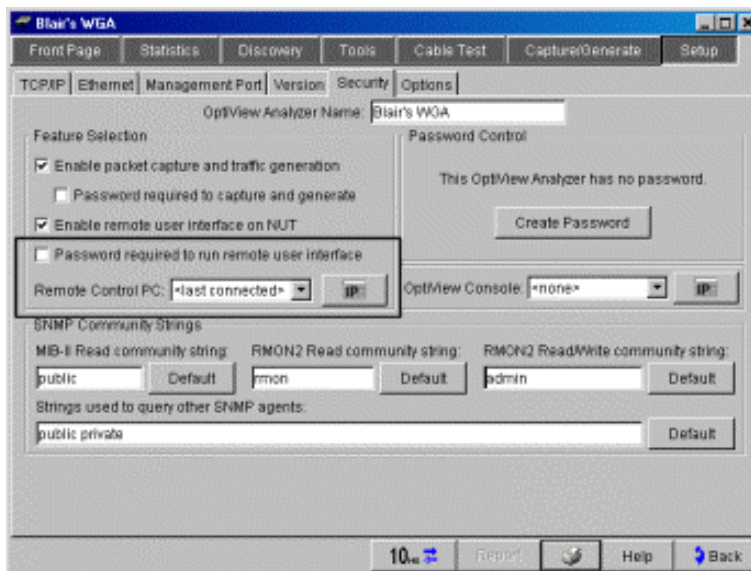 Blair's WGA
Front Page Statistics Discovery Tools Cable Test Capture/Generate Setup
TCP/IP Ethernet Management Port Version Security Options
OptiView Analyzer Name: Blair's WGA
Feature Selection
Enable packet capture and traffic generation
Password required to capture and generate
Enable remote user interface on NUT
Password required to run remote user interface
Remote Control PC: <last connected> IP
Password Control
This OptiView Analyzer has no password.
Create Password
OptiView Console: <none> IP
SNMP Community Strings
MIB-II Read community string: RMON2 Read community string: RMON2 Read/Write community string:
public Default rmon Default admin Default
Strings used to query other SNMP agents:
public private Default
10 Report Help Back